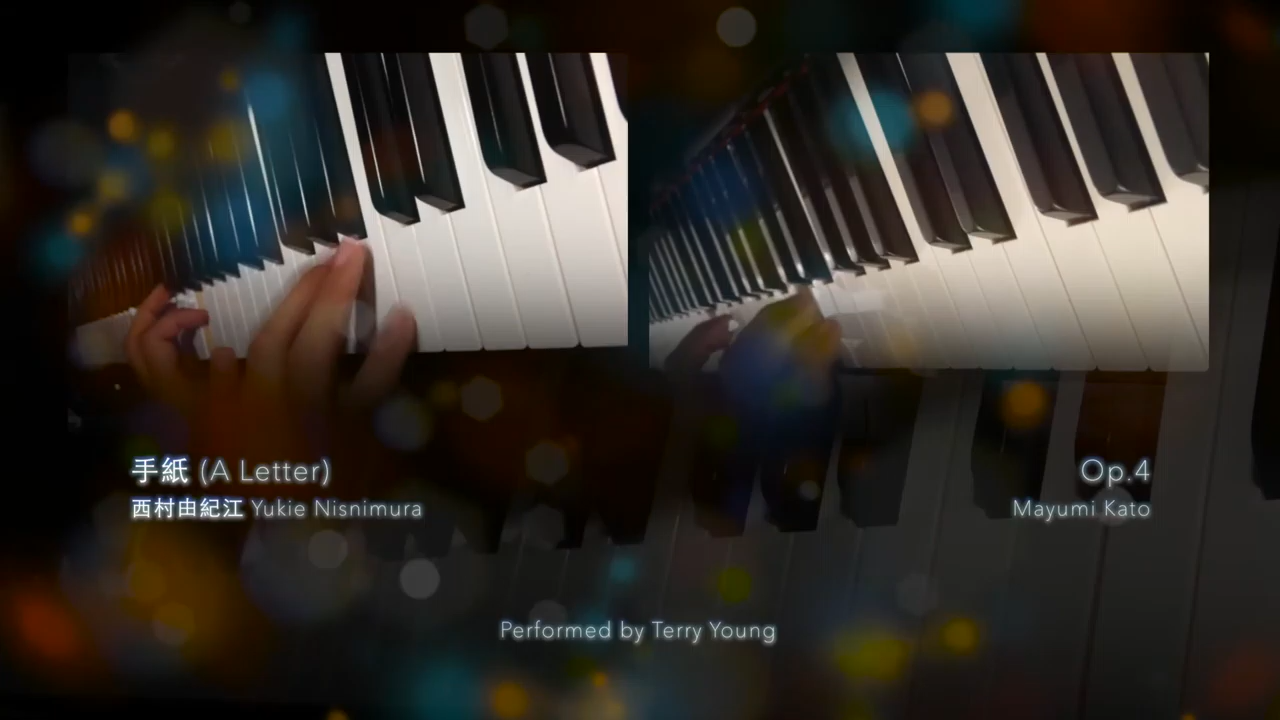 手紙 (A Letter)
西村由紀江 Yukie Nisnimura
Op.4
Mayumi Kato
Performed by Terry Young